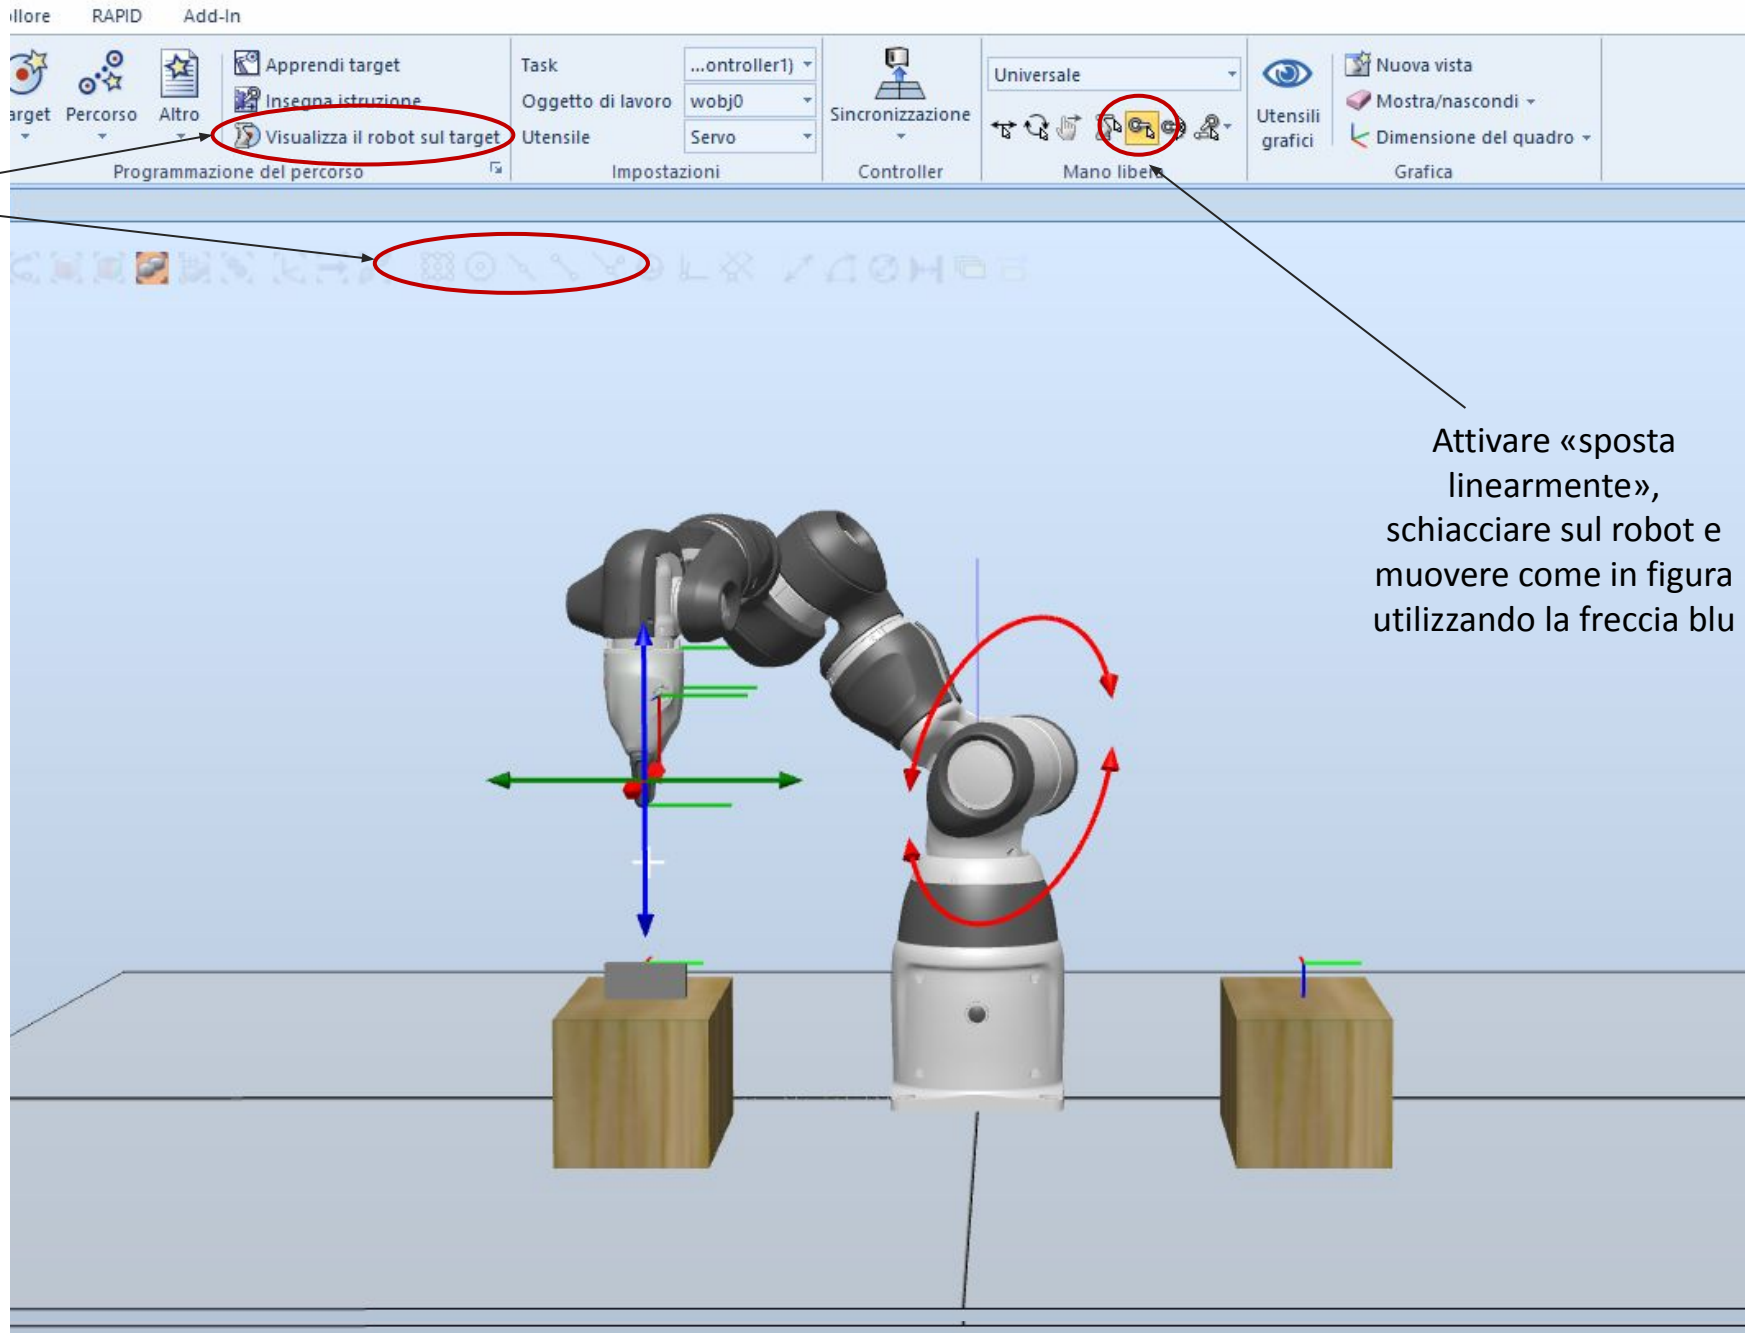 RAPID Add-In
Apprendi target
Insegna istruzione
Percorso Altro
Visualizza il robot sul target
Programmazione del percorso
Task ...ontroller1)
Oggetto di lavoro wobj0
Utensile Servo
Impostazioni
Sincronizzazione
Controller
Universale
Mano libera
Utensili
grafici
Nuova vista
Mostra/nascondi
Dimensione del quadro
Grafica
Attivare «sposta
linearmente»,
schiacciare sul robot e
muovere come in figura
utilizzando la freccia blu